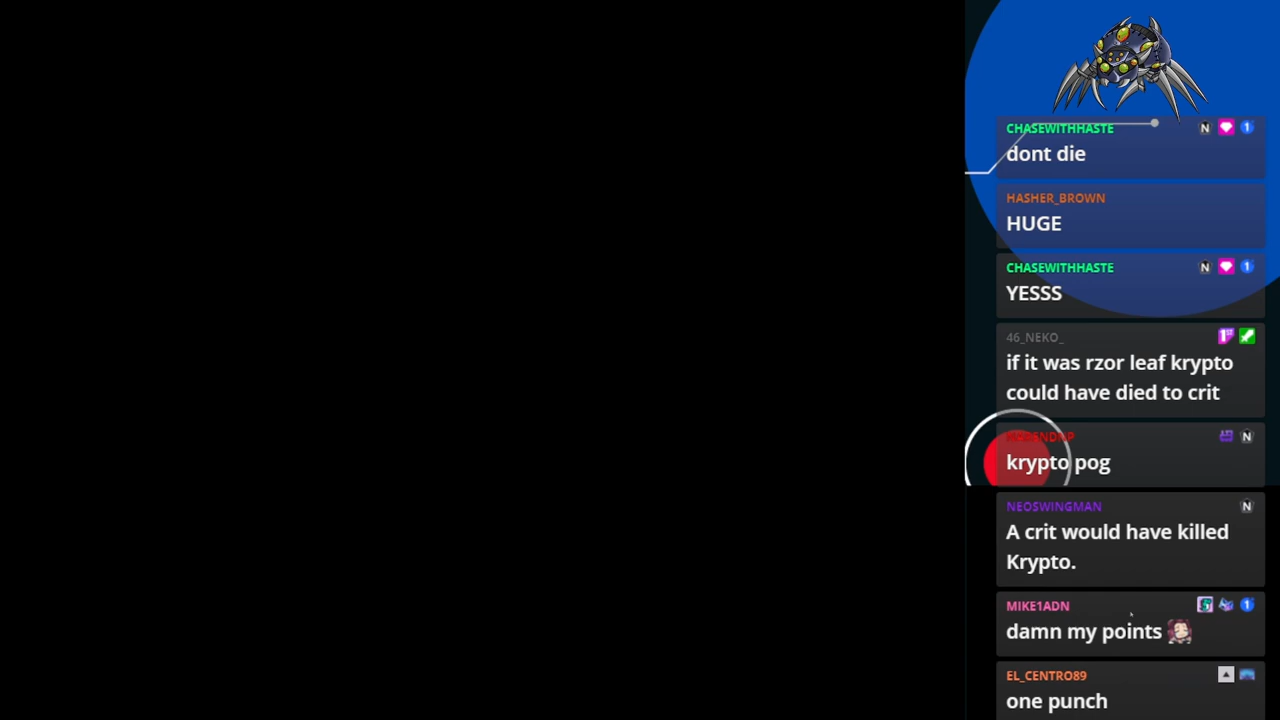 CHASEWITHHASTE
dont die
HASHER_BROWN
HUGE
CHASEWITHHASTE
YESSS
46_NEKO_
if it was rzor leaf krypto
could have died to crit
krypto pog
NEOSWINGMAN
A crit would have killed
Krypto.
MIKE1ADN
damn my points
EL_CENTRO89
one punch